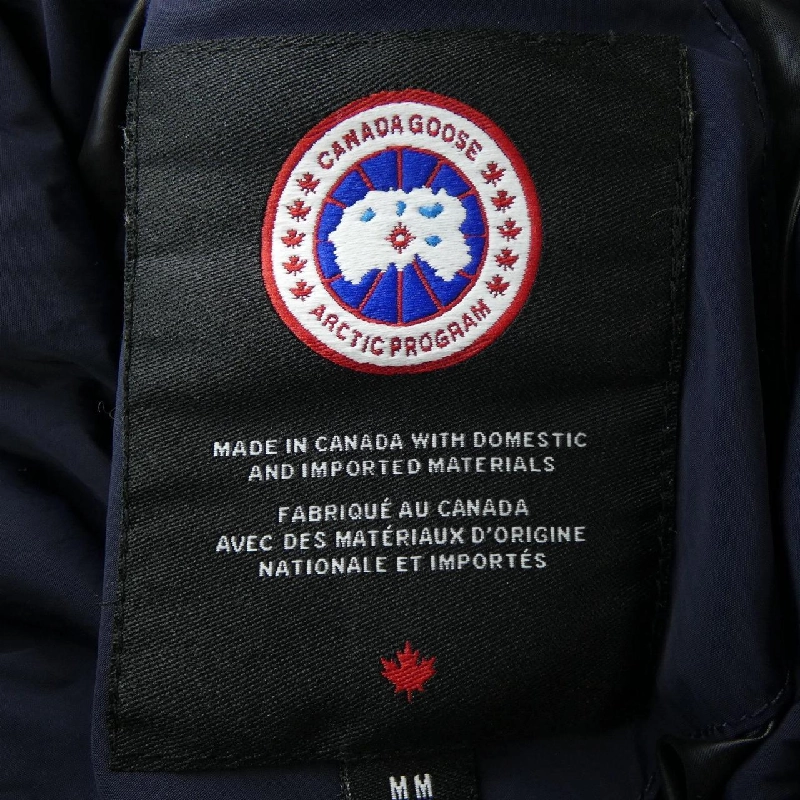 CANADA GOOSE
ARCTIC PROGRAM
MADE IN CANADA WITH DOMESTIC
AND IMPORTED MATERIALS
FABRIQUÉ AU CANADA
AVEC DES MATÉRIAUX D'ORIGINE
NATIONALE ET IMPORTÉS
MM